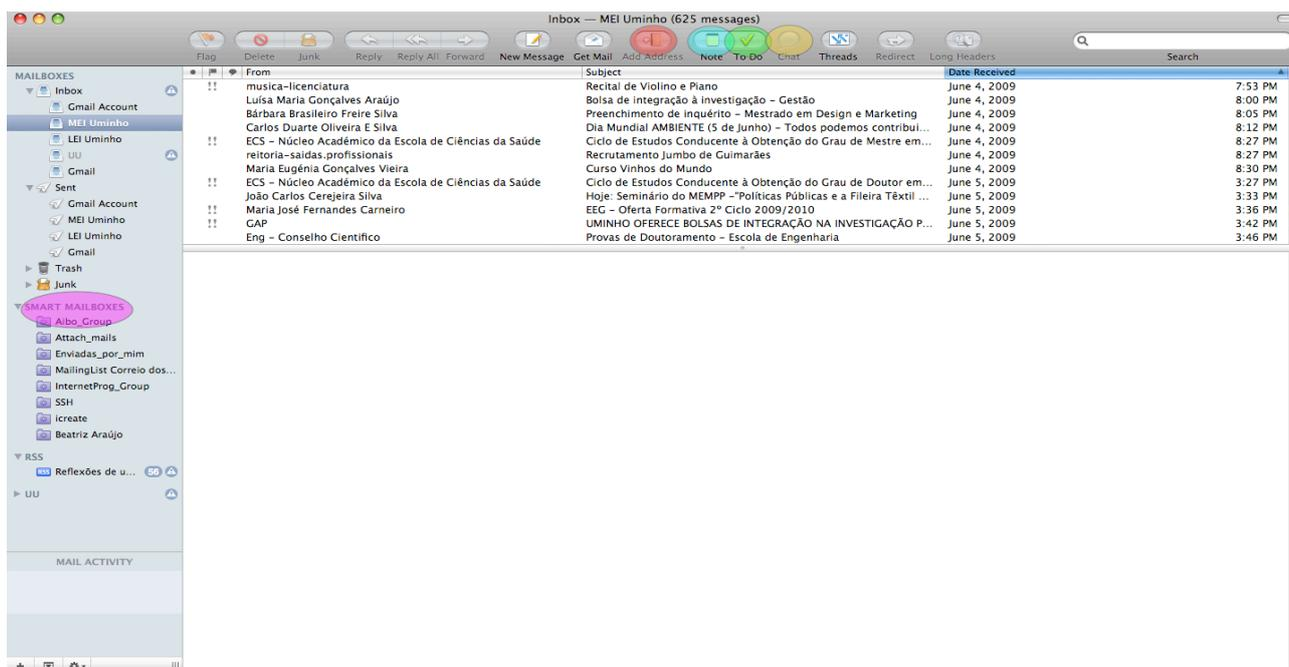 Inbox — MEI Uminho (625 messages)
Flag Delete Junk Reply Reply All Forward New Message Get Mail Add Address Note To Do Chat Threads Redirect Long Headers Search
MAILBOXES
Inbox
Gmail Account
MEI Uminho
LEI Uminho
UU
Gmail
Sent
Gmail Account
MEI Uminho
LEI Uminho
Gmail
Trash
Junk
SMART MAILBOXES
Aibo_Group
Attach_mails
Enviadas_por_mim
MailingList Correio dos...
InternetProg_Group
SSH
icreate
Beatriz Araújo
RSS
RSS Reflexões de u... 56
UU
MAIL ACTIVITY
From Subject Date Received
!! musica-licenciatura Recital de Violino e Piano June 4, 2009 7:53 PM
Luísa Maria Gonçalves Araújo Bolsa de integração à investigação - Gestão June 4, 2009 8:00 PM
Bárbara Brasileiro Freire Silva Preenchimento de inquérito - Mestrado em Design e Marketing June 4, 2009 8:05 PM
Carlos Duarte Oliveira E Silva Dia Mundial AMBIENTE (5 de Junho) - Todos podemos contribui... June 4, 2009 8:12 PM
!! ECS - Núcleo Académico da Escola de Ciências da Saúde Ciclo de Estudos Conducente à Obtenção do Grau de Mestre em... June 4, 2009 8:27 PM
reitoria-saidas.profissionais Recrutamento Jumbo de Guimarães June 4, 2009 8:27 PM
Maria Eugénia Gonçalves Vieira Curso Vinhos do Mundo June 4, 2009 8:30 PM
!! ECS - Núcleo Académico da Escola de Ciências da Saúde Ciclo de Estudos Conducente à Obtenção do Grau de Doutor em... June 5, 2009 3:27 PM
João Carlos Cerejeira Silva Hoje: Seminário do MEMPP -"Políticas Públicas e a Fileira Têxtil ... June 5, 2009 3:33 PM
!! Maria José Fernandes Carneiro EEG - Oferta Formativa 2º Ciclo 2009/2010 June 5, 2009 3:36 PM
!! GAP UMINHO OFERECE BOLSAS DE INTEGRAÇÃO NA INVESTIGAÇÃO P... June 5, 2009 3:42 PM
Eng - Conselho Cientifico Provas de Doutoramento - Escola de Engenharia June 5, 2009 3:46 PM